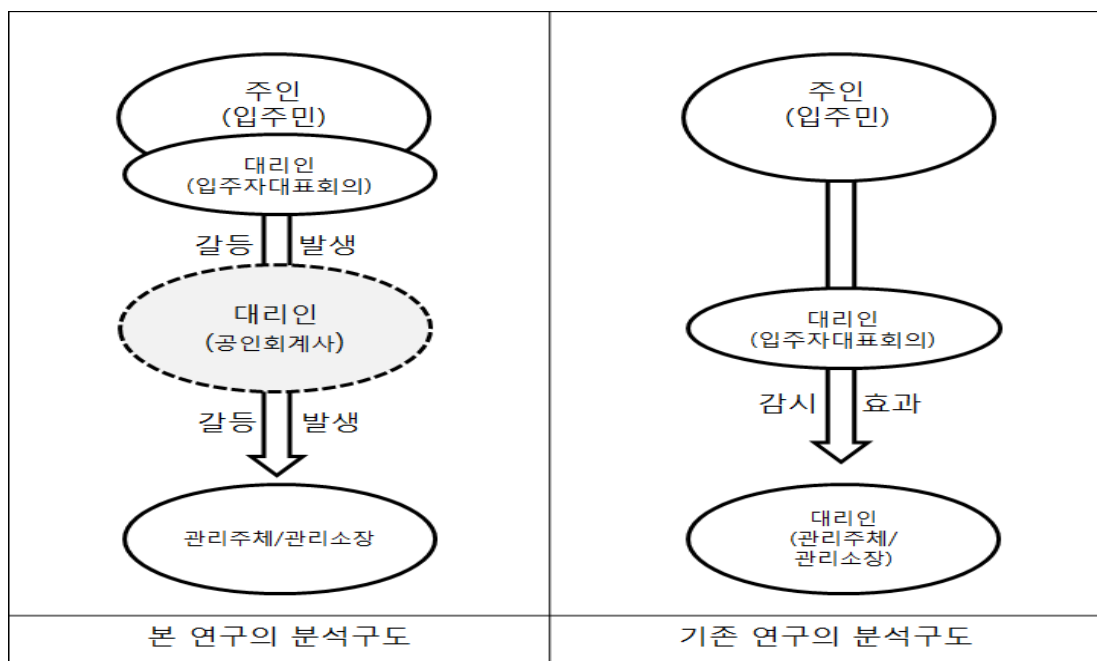 주인
(입주민)
대리인
(입주자대표회의)
갈등 발생
대리인
(공인회계사)
갈등 발생
관리주체/관리소장
본 연구의 분석구도
주인
(입주민)
대리인
(입주자대표회의)
감시 효과
대리인
(관리주체/
관리소장)
기존 연구의 분석구도